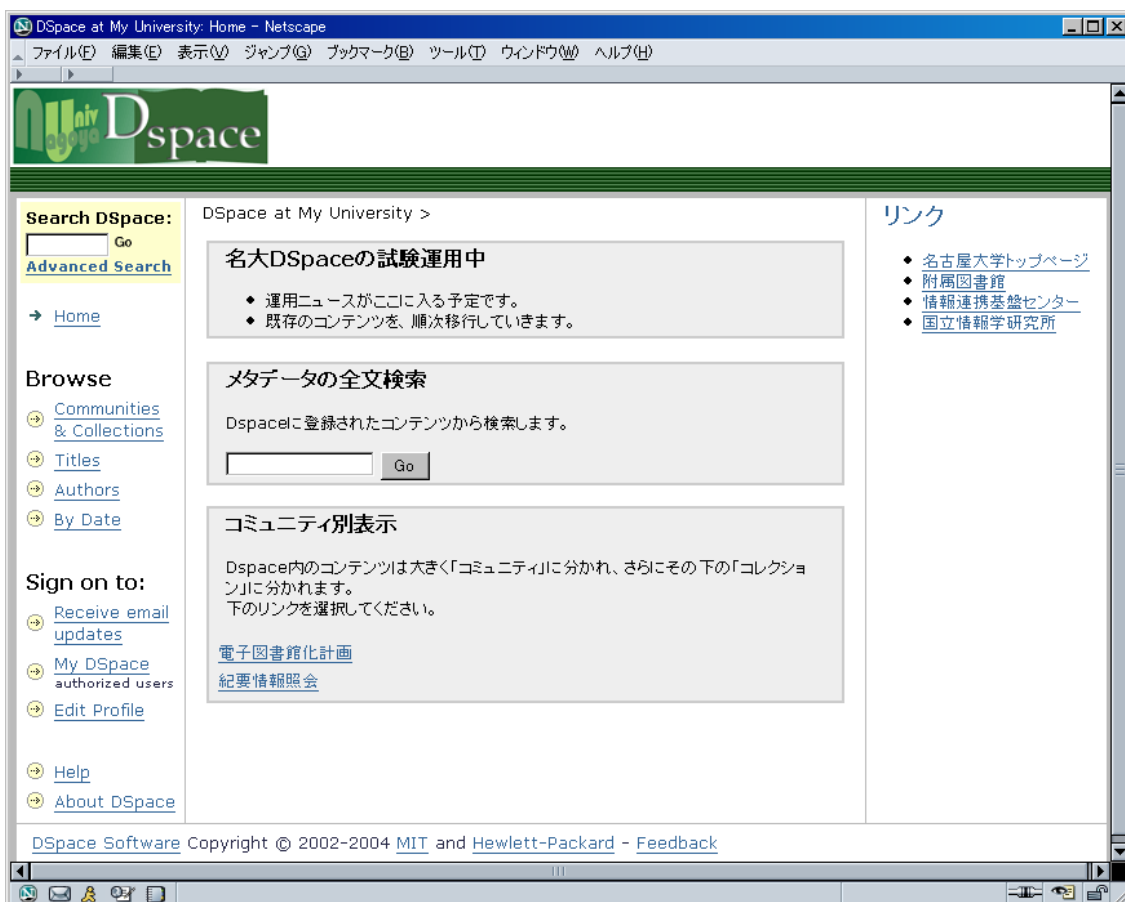 DSpace at My University: Home - Netscape
ファイル(F) 編集(E) 表示(V) ジャンプ(G) ブックマーク(B) ツール(T) ウィンドウ(W) ヘルプ(H)
Nagoya Univ Dspace
Search DSpace:
Go
Advanced Search
Home
Browse
Communities
& Collections
Titles
Authors
By Date
Sign on to:
Receive email
updates
My DSpace
authorized users
Edit Profile
Help
About DSpace
DSpace at My University >
名大DSpaceの試験運用中
運用ニュースがここに入る予定です。
既存のコンテンツを、順次移行していきます。
メタデータの全文検索
Dspaceに登録されたコンテンツから検索します。
Go
コミュニティ別表示
Dspace内のコンテンツは大きく「コミュニティ」に分かれ、さらにその下の「コレクショ
ン」に分かれます。
下のリンクを選択してください。
電子図書館化計画
紀要情報照会
リンク
名古屋大学トップページ
附属図書館
情報連携基盤センター
国立情報学研究所
DSpace Software Copyright © 2002-2004 MIT and Hewlett-Packard - Feedback